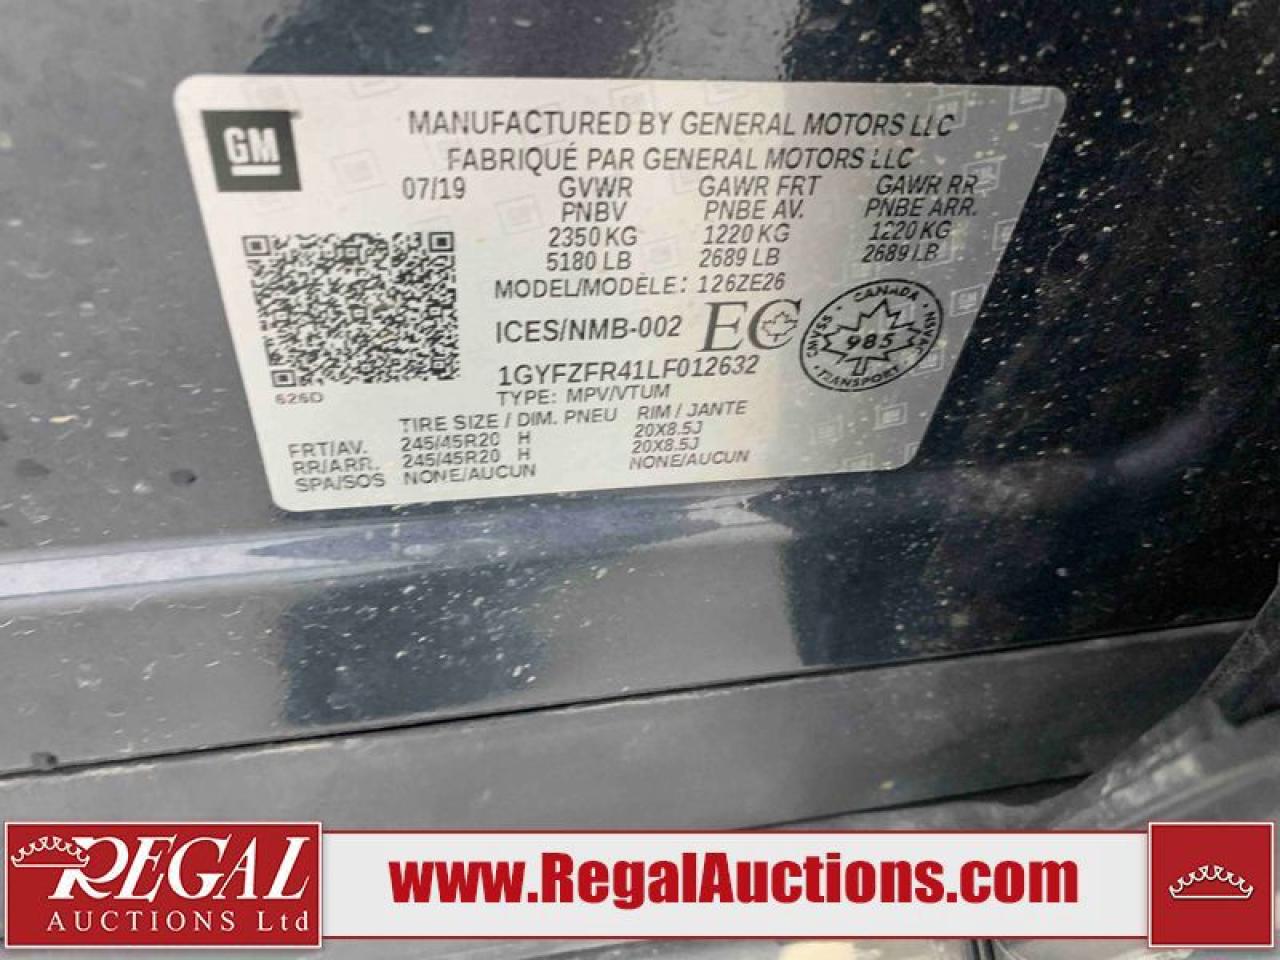 GM
MANUFACTURED BY GENERAL MOTORS LLC
FABRIQUÉ PAR GENERAL MOTORS LLC
07/19 GVWR GAWR FRT GAWR RR
PNBV PNBE AV. PNBE ARR.
2350 KG 1220 KG 1220 KG
5180 LB 2689 LB 2689 LB
MODEL/MODÈLE: 126ZE26
ICES/NMB-002 EC
CANADA
CMVSS 985 NSVAC
TRANSPORT
1GYFZFR41LF012632
626D
TYPE: MPV/VTUM
TIRE SIZE / DIM. PNEU RIM / JANTE
FRT/AV. 245/45R20 H 20X8.5J
RR/ARR. 245/45R20 H 20X8.5J
SPA/SOS NONE/AUCUN NONE/AUCUN
REGAL
AUCTIONS Ltd
www.RegalAuctions.com